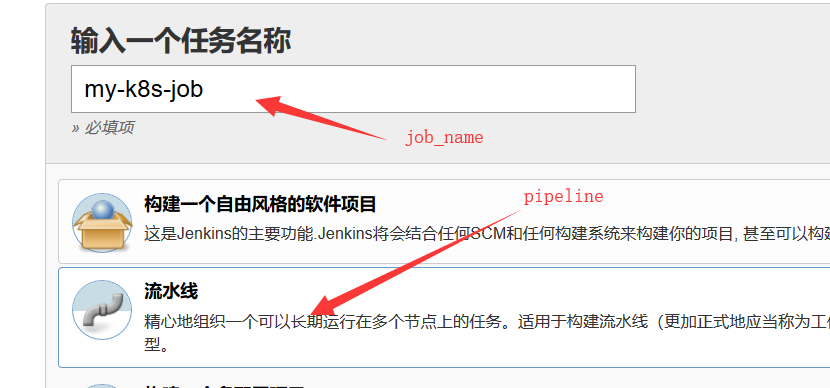 输入一个任务名称
my-k8s-job
» 必填项
job_name
pipeline
构建一个自由风格的软件项目
这是Jenkins的主要功能.Jenkins将会结合任何SCM和任何构建系统来构建你的项目, 甚至可以构建
流水线
精心地组织一个可以长期运行在多个节点上的任务。适用于构建流水线（更加正式地应当称为工作
型。